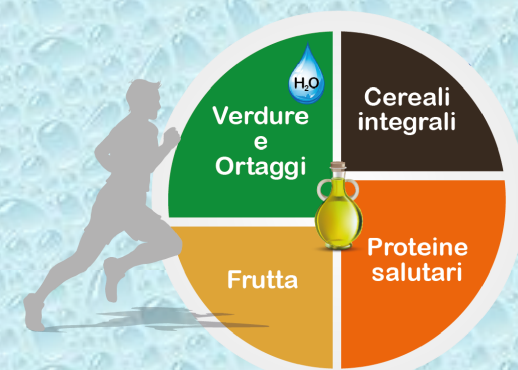 H₂O
Verdure
e
Ortaggi
Cereali
integrali
Frutta
Proteine
salutari